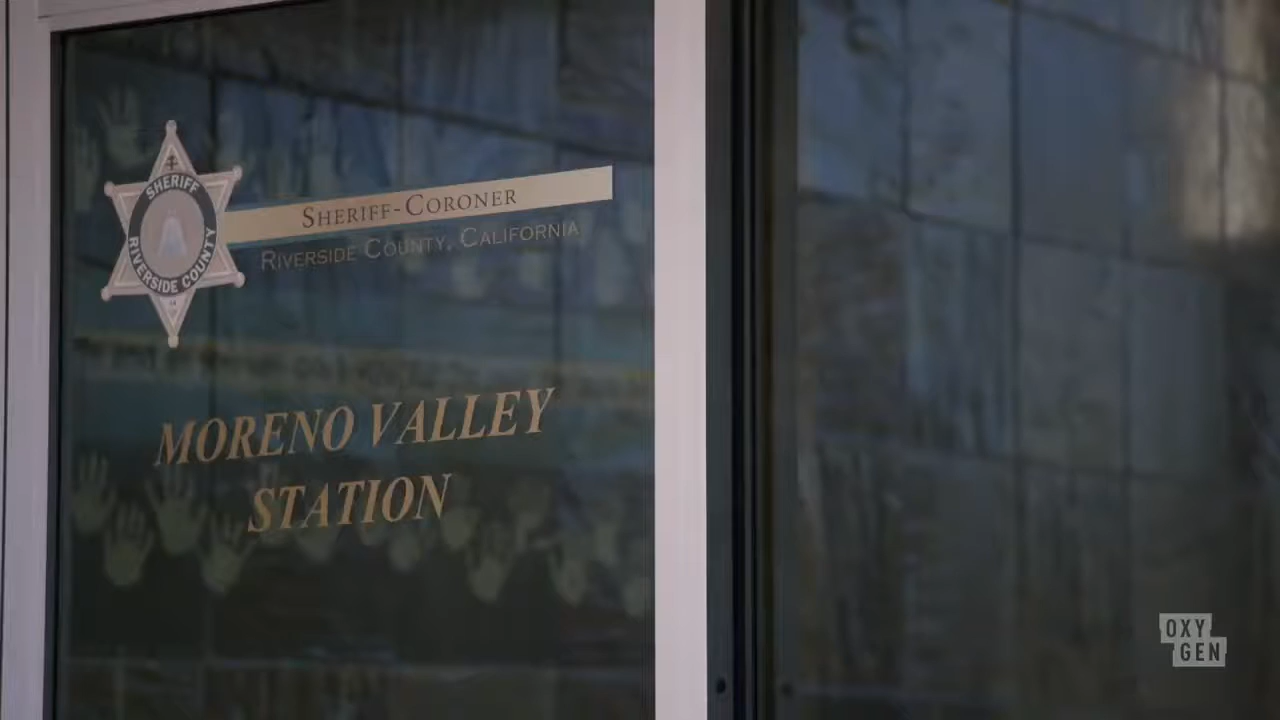 SHERIFF
RIVERSIDE COUNTY
SHERIFF-CORONER
RIVERSIDE COUNTY, CALIFORNIA
MORENO VALLEY
STATION
OXY
GEN